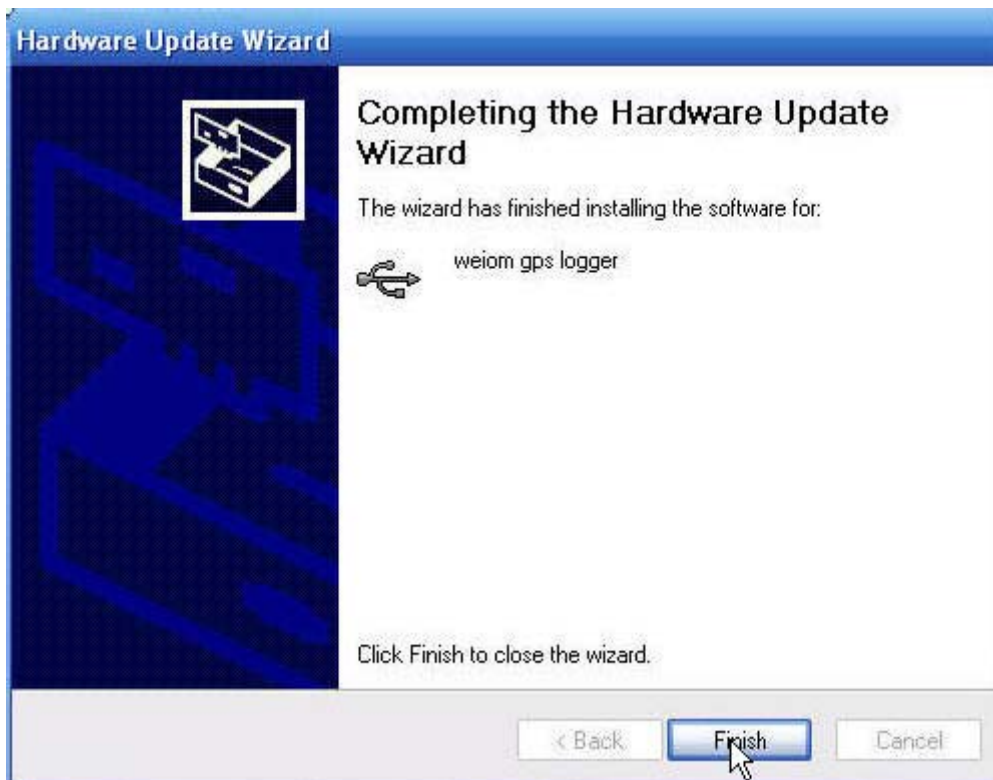 Hardware Update Wizard
Completing the Hardware Update
Wizard
The wizard has finished installing the software for:
weiom gps logger
Click Finish to close the wizard.
< Back
Finish
Cancel